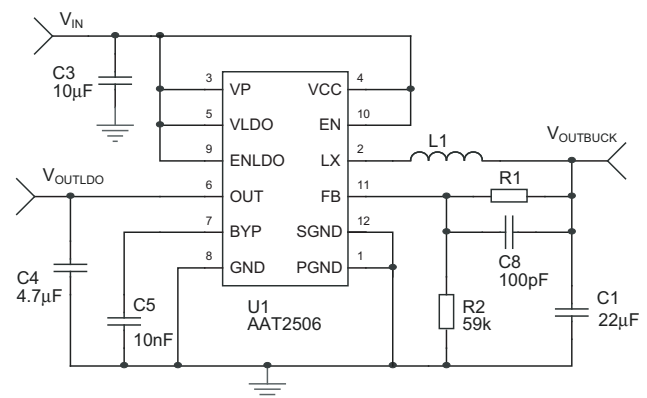 VIN
C3
10μF
3
VP
VCC
4
5
VLDO
EN
10
9
ENLDO
LX
2
L1
VOUTBUCK
VOUTLDO
6
OUT
FB
11
R1
7
BYP
SGND
12
8
GND
PGND
1
C8
100pF
C4
4.7μF
C5
10nF
U1
AAT2506
R2
59k
C1
22μF